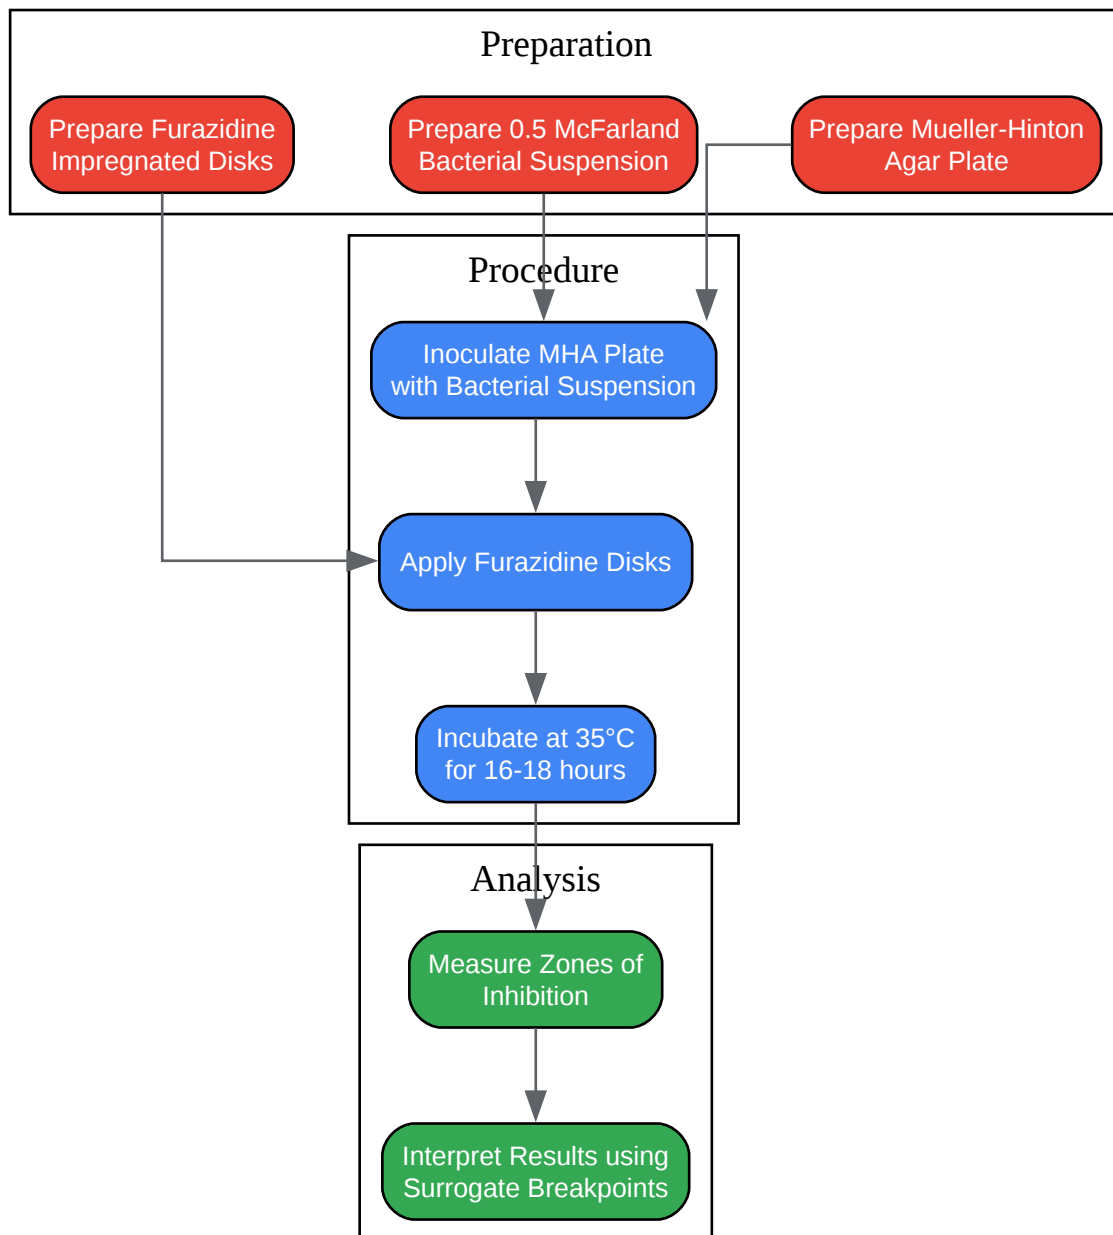 Preparation
Prepare Furazidine
Impregnated Disks
Prepare 0.5 McFarland
Bacterial Suspension
Prepare Mueller-Hinton
Agar Plate
Procedure
Inoculate MHA Plate
with Bacterial Suspension
Apply Furazidine Disks
Incubate at 35°C
for 16-18 hours
Analysis
Measure Zones of
Inhibition
Interpret Results using
Surrogate Breakpoints